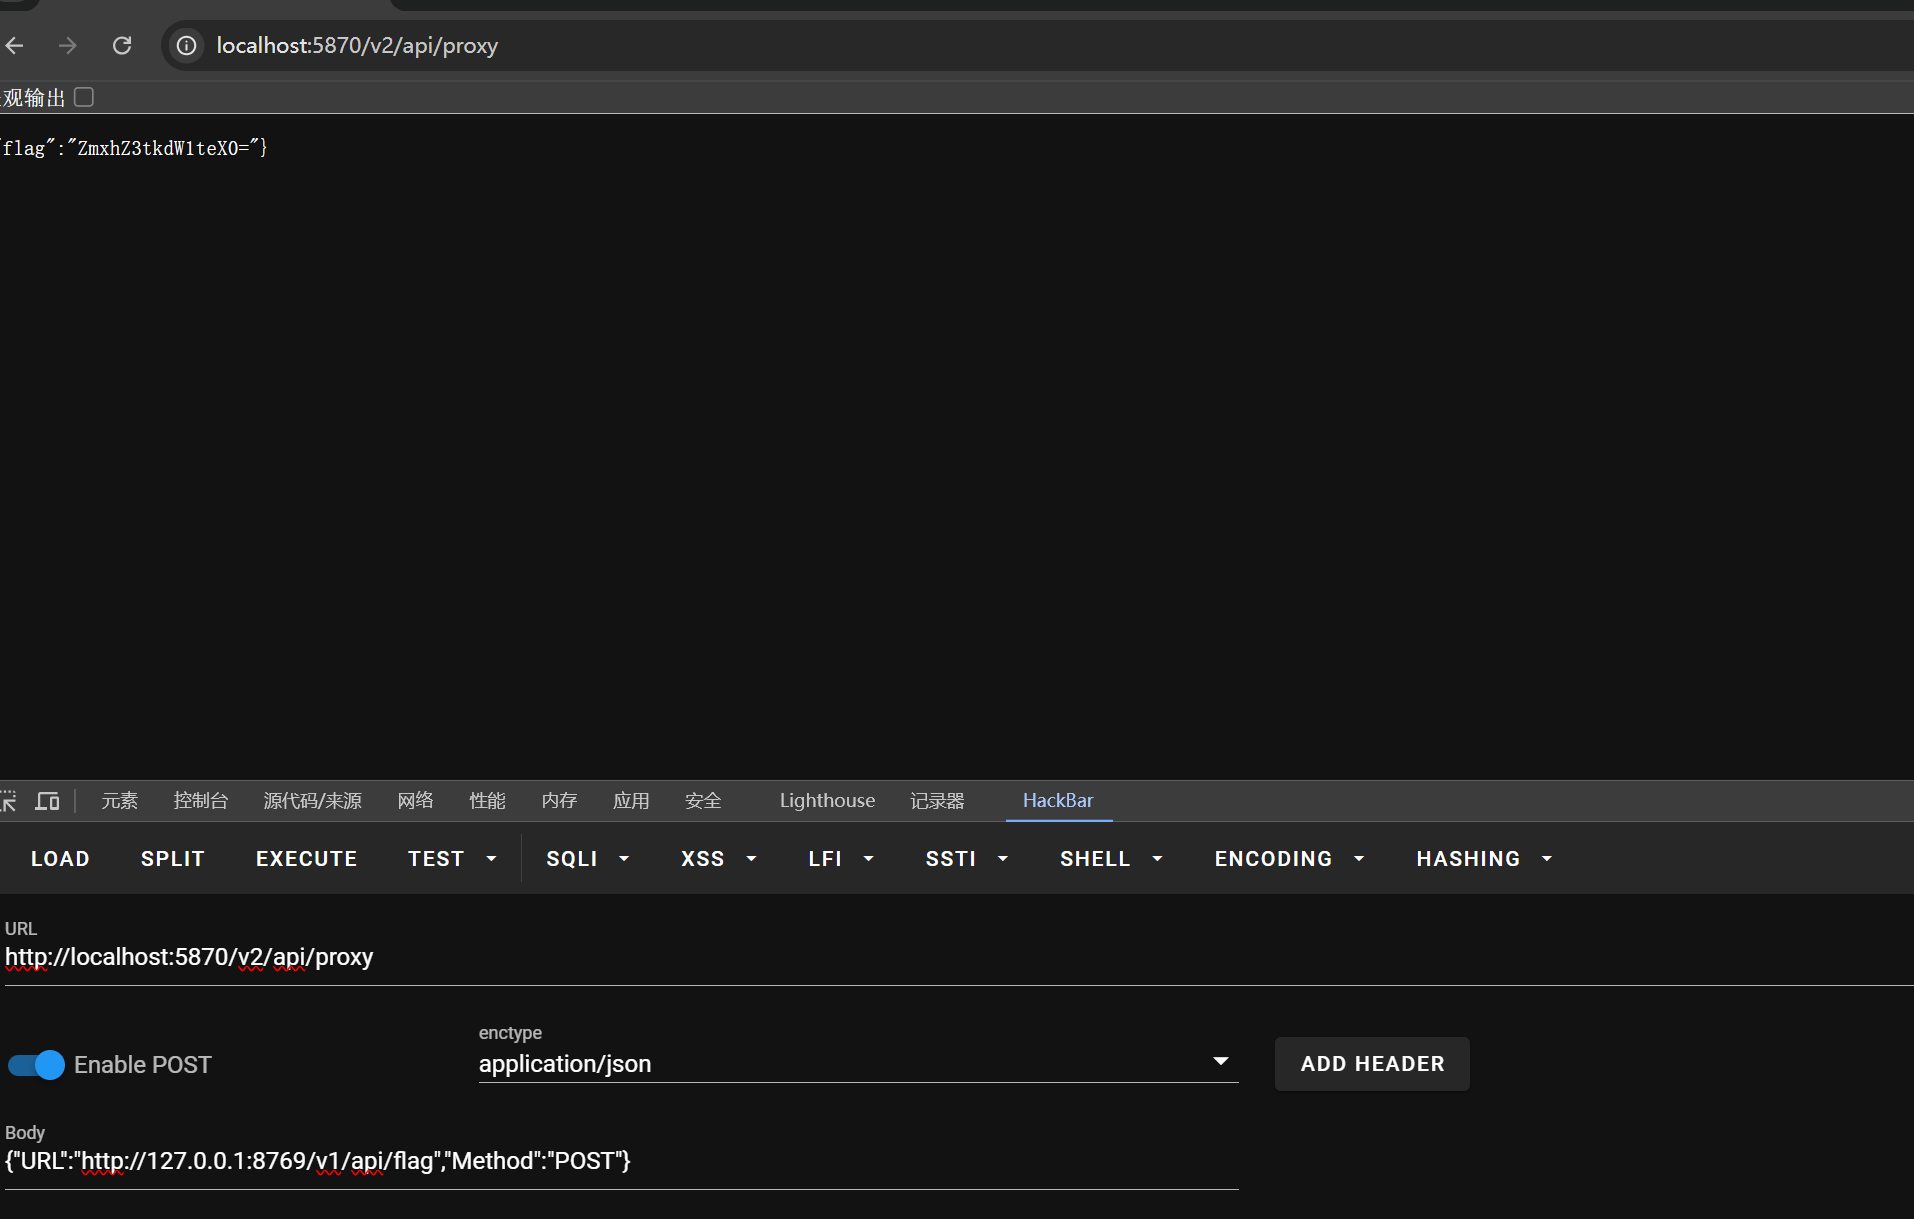 localhost:5870/v2/api/proxy
观输出
flag":"ZmxhZ3tkdW1teX0="}
元素 控制台 源代码/来源 网络 性能 内存 应用 安全 Lighthouse 记录器 HackBar
LOAD SPLIT EXECUTE TEST SQLI XSS LFI SSTI SHELL ENCODING HASHING
URL
http://localhost:5870/v2/api/proxy
enctype
Enable POST application/json ADD HEADER
Body
{"URL":"http://127.0.0.1:8769/v1/api/flag","Method":"POST"}